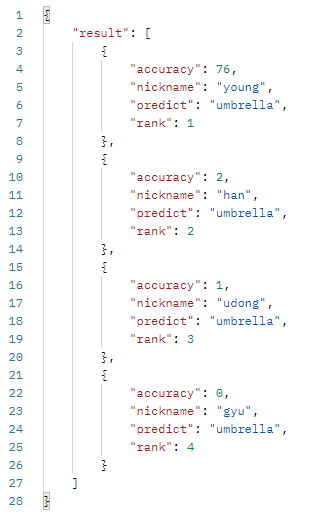 1 {
2 "result": [
3 {
4 "accuracy": 76,
5 "nickname": "young",
6 "predict": "umbrella",
7 "rank": 1
8 },
9 {
10 "accuracy": 2,
11 "nickname": "han",
12 "predict": "umbrella",
13 "rank": 2
14 },
15 {
16 "accuracy": 1,
17 "nickname": "udong",
18 "predict": "umbrella",
19 "rank": 3
20 },
21 {
22 "accuracy": 0,
23 "nickname": "gyu",
24 "predict": "umbrella",
25 "rank": 4
26 }
27 ]
28 }